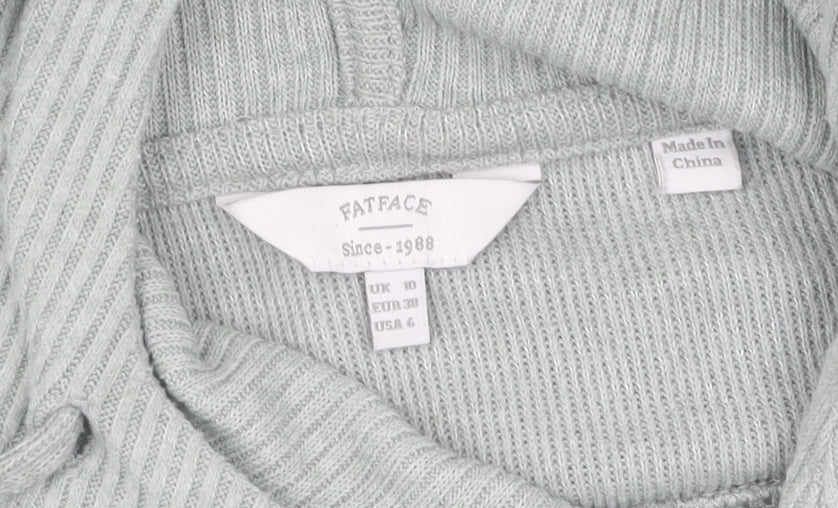 FATFACE
Since - 1988
UK 10
EUR 38
USA 6
Made In
China